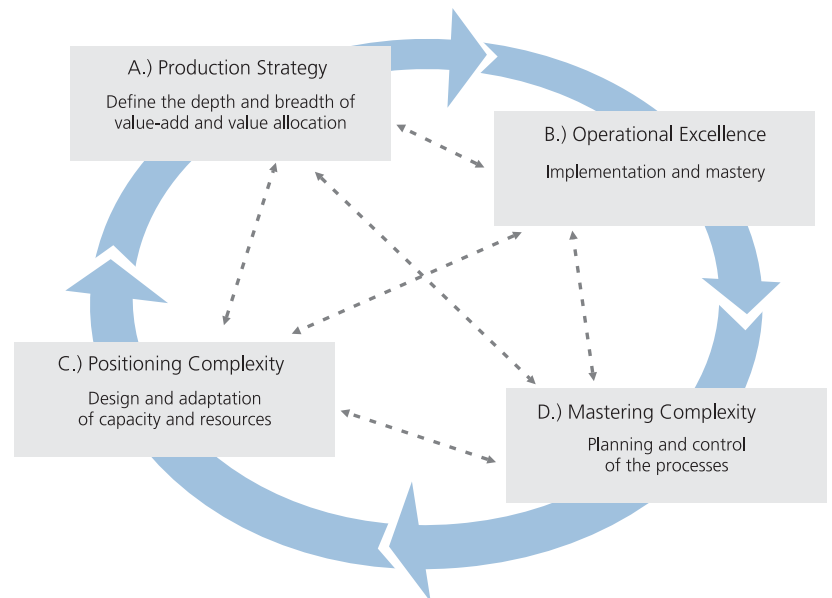 A.) Production Strategy
Define the depth and breadth of
value-add and value allocation
B.) Operational Excellence
Implementation and mastery
C.) Positioning Complexity
Design and adaptation
of capacity and resources
D.) Mastering Complexity
Planning and control
of the processes